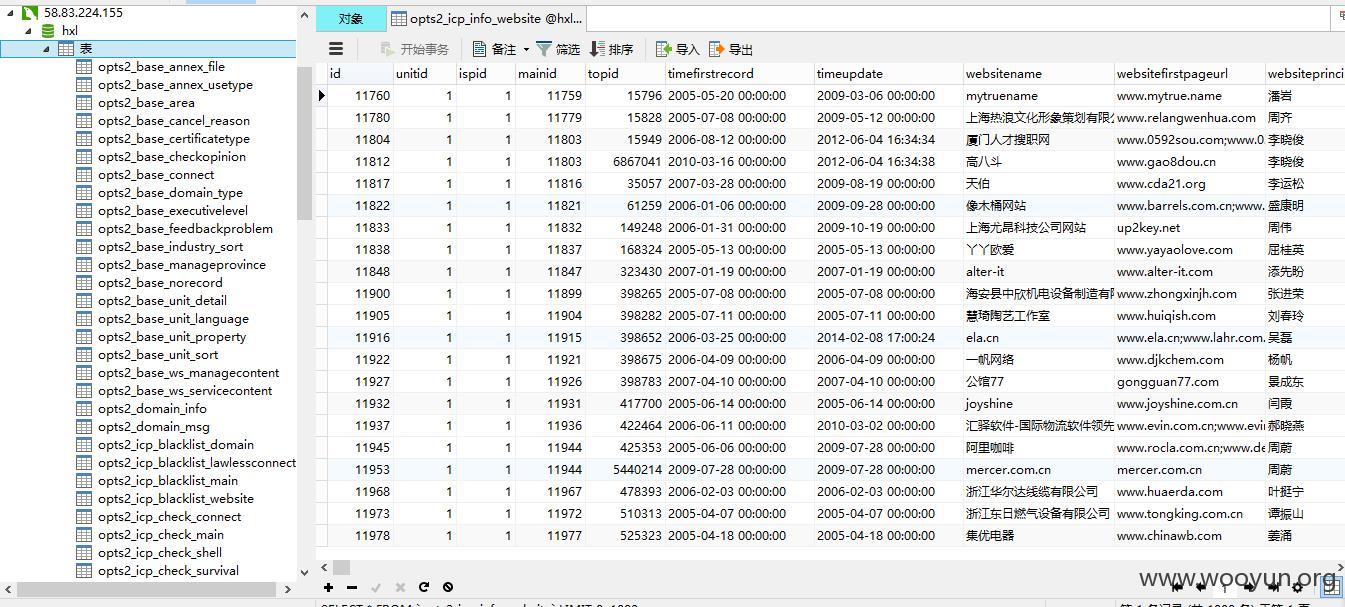 58.83.224.155
hxl
表
opts2_base_annex_file
opts2_base_annex_usetype
opts2_base_area
opts2_base_cancel_reason
opts2_base_certificatetype
opts2_base_checkopinion
opts2_base_connect
opts2_base_domain_type
opts2_base_executivelevel
opts2_base_feedbackproblem
opts2_base_industry_sort
opts2_base_manageprovince
opts2_base_norecord
opts2_base_unit_detail
opts2_base_unit_language
opts2_base_unit_property
opts2_base_unit_sort
opts2_base_ws_managecontent
opts2_base_ws_servicecontent
opts2_domain_info
opts2_domain_msg
opts2_icp_blacklist_domain
opts2_icp_blacklist_lawlessconnect
opts2_icp_blacklist_main
opts2_icp_blacklist_website
opts2_icp_check_connect
opts2_icp_check_main
opts2_icp_check_shell
opts2_icp_check_survival
对象 opts2_icp_info_website @hxl...
开始事务 备注 筛选 排序 导入 导出
id unitid ispid mainid topid timefirstrecord timeupdate websitename websitefirstpageurl websiteprinci
11760 1 1 11759 15796 2005-05-20 00:00:00 2009-03-06 00:00:00 mytruename www.mytrue.name 潘岩
11780 1 1 11779 15828 2005-07-08 00:00:00 2009-05-12 00:00:00 上海热浪文化形象策划有限 www.relangwenhua.com 周齐
11804 1 1 11803 15949 2006-08-12 00:00:00 2012-06-04 16:34:34 厦门人才搜职网 www.0592sou.com;www.0 李晓俊
11812 1 1 11803 6867041 2010-03-16 00:00:00 2012-06-04 16:34:38 高八斗 www.gao8dou.cn 李晓俊
11817 1 1 11816 35057 2007-03-28 00:00:00 2009-08-19 00:00:00 天伯 www.cda21.org 李运松
11822 1 1 11821 61259 2006-01-06 00:00:00 2009-09-28 00:00:00 像木桶网站 www.barrels.com.cn;www. 盛康明
11833 1 1 11832 149248 2006-01-31 00:00:00 2009-10-19 00:00:00 上海尤昂科技公司网站 up2key.net 周伟
11838 1 1 11837 168324 2005-05-13 00:00:00 2005-05-13 00:00:00 丫丫欧爱 www.yayaolove.com 屈桂英
11848 1 1 11847 323430 2007-01-19 00:00:00 2007-01-19 00:00:00 alter-it www.alter-it.com 添先盼
11900 1 1 11899 398265 2005-07-08 00:00:00 2005-07-08 00:00:00 海安县中欣机电设备制造有 www.zhongxinjh.com 张进荣
11905 1 1 11904 398282 2005-07-11 00:00:00 2005-07-11 00:00:00 慧琦陶艺工作室 www.huiqish.com 刘春玲
11916 1 1 11915 398652 2006-03-25 00:00:00 2014-02-08 17:00:24 ela.cn www.ela.cn;www.lahr.com. 吴磊
11922 1 1 11921 398675 2006-04-09 00:00:00 2006-04-09 00:00:00 一帆网络 www.djkchem.com 杨帆
11927 1 1 11926 398783 2007-04-10 00:00:00 2007-04-10 00:00:00 公馆77 gongguan77.com 景成东
11932 1 1 11931 417700 2005-06-14 00:00:00 2005-06-14 00:00:00 joyshine www.joyshine.com.cn 闫霞
11937 1 1 11936 422464 2006-06-11 00:00:00 2010-03-02 00:00:00 汇驿软件-国际物流软件领先 www.evin.com.cn;www.evi 郝晓燕
11945 1 1 11944 425353 2005-06-06 00:00:00 2009-07-28 00:00:00 阿里咖啡 www.rocla.com.cn;www.de 周蔚
11953 1 1 11944 5440214 2009-07-28 00:00:00 2009-07-28 00:00:00 mercer.com.cn mercer.com.cn 周蔚
11968 1 1 11967 478393 2006-02-03 00:00:00 2006-02-03 00:00:00 浙江华尔达线缆有限公司 www.huaerda.com 叶挺宁
11973 1 1 11972 510313 2005-04-07 00:00:00 2005-04-07 00:00:00 浙江东日燃气设备有限公司 www.tongking.com.cn 谭振山
11978 1 1 11977 525323 2005-04-18 00:00:00 2005-04-18 00:00:00 集优电器 www.chinawb.com 姜涌
www.wooyun.org